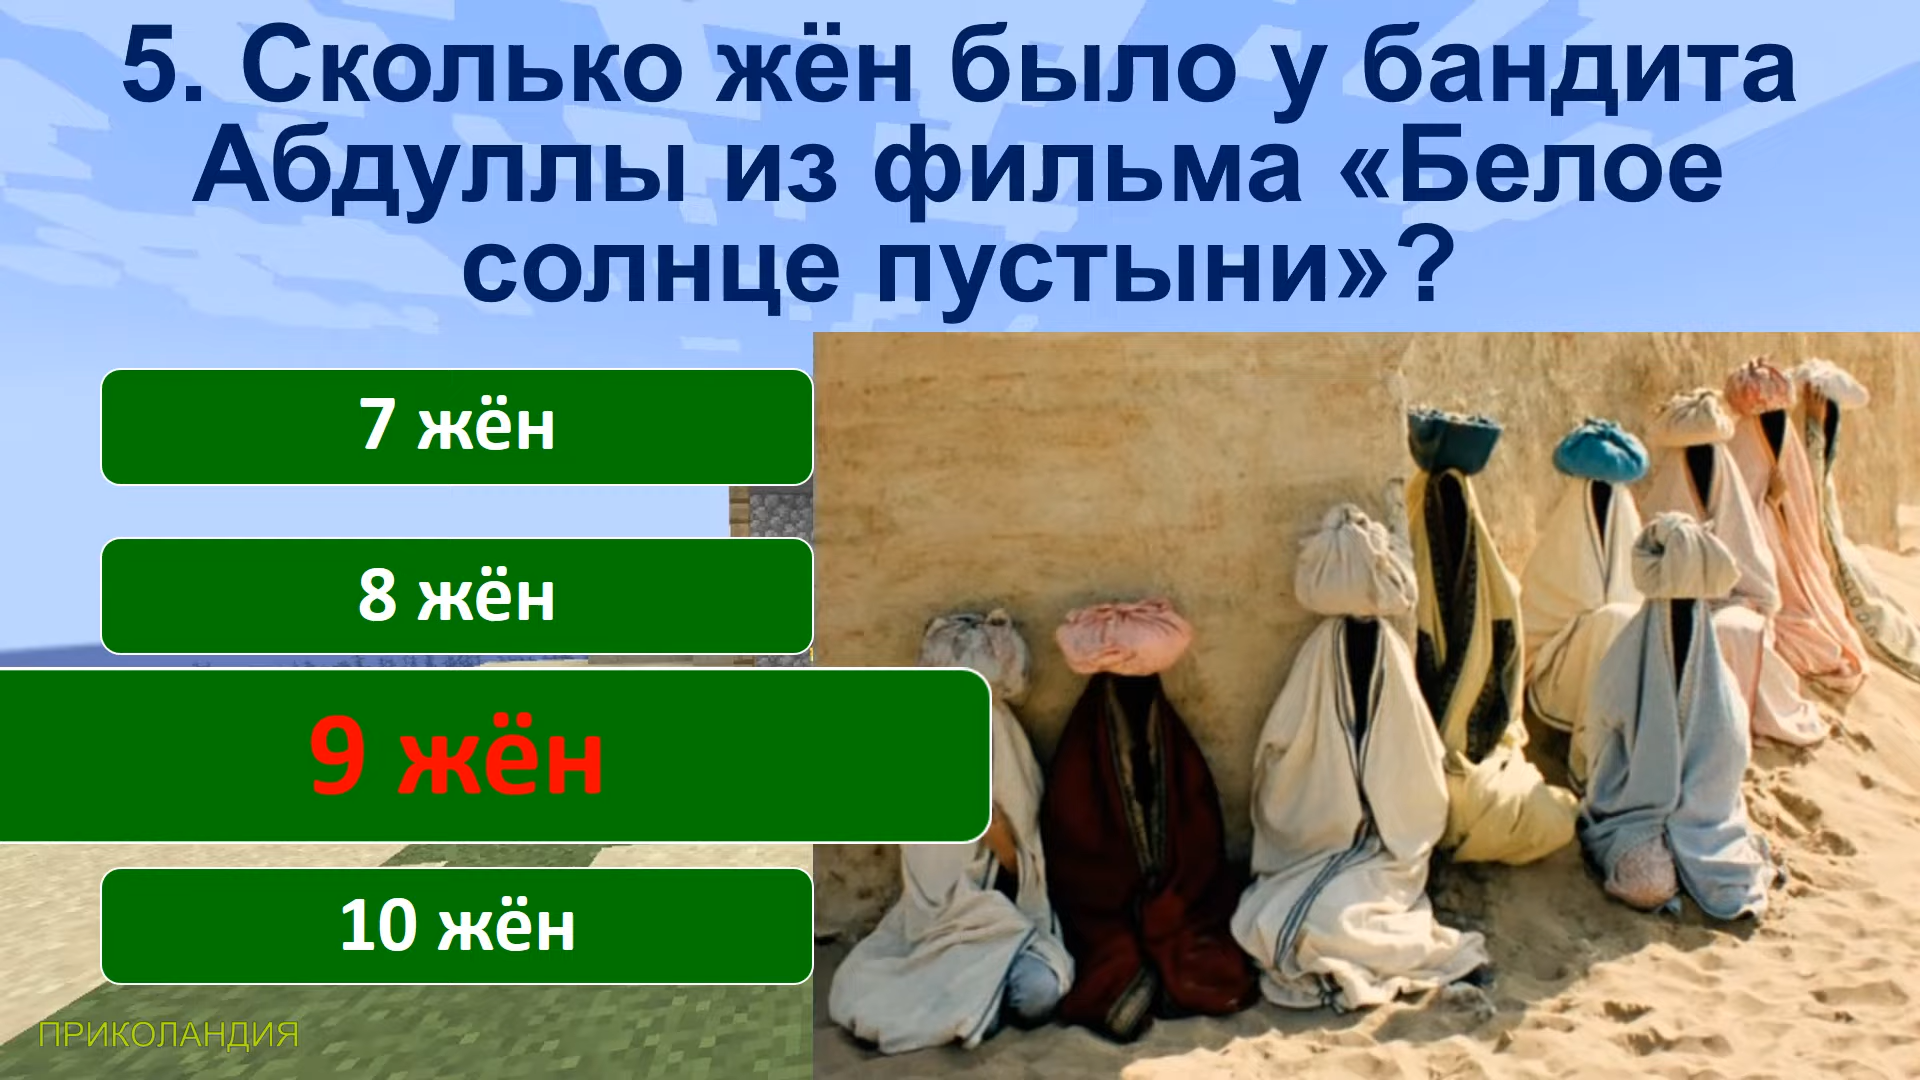 5. Сколько жён было у бандита
Абдуллы из фильма «Белое
солнце пустыни»?
7 жён
8 жён
9 жён
10 жён
ПРИКОЛАНДИЯ